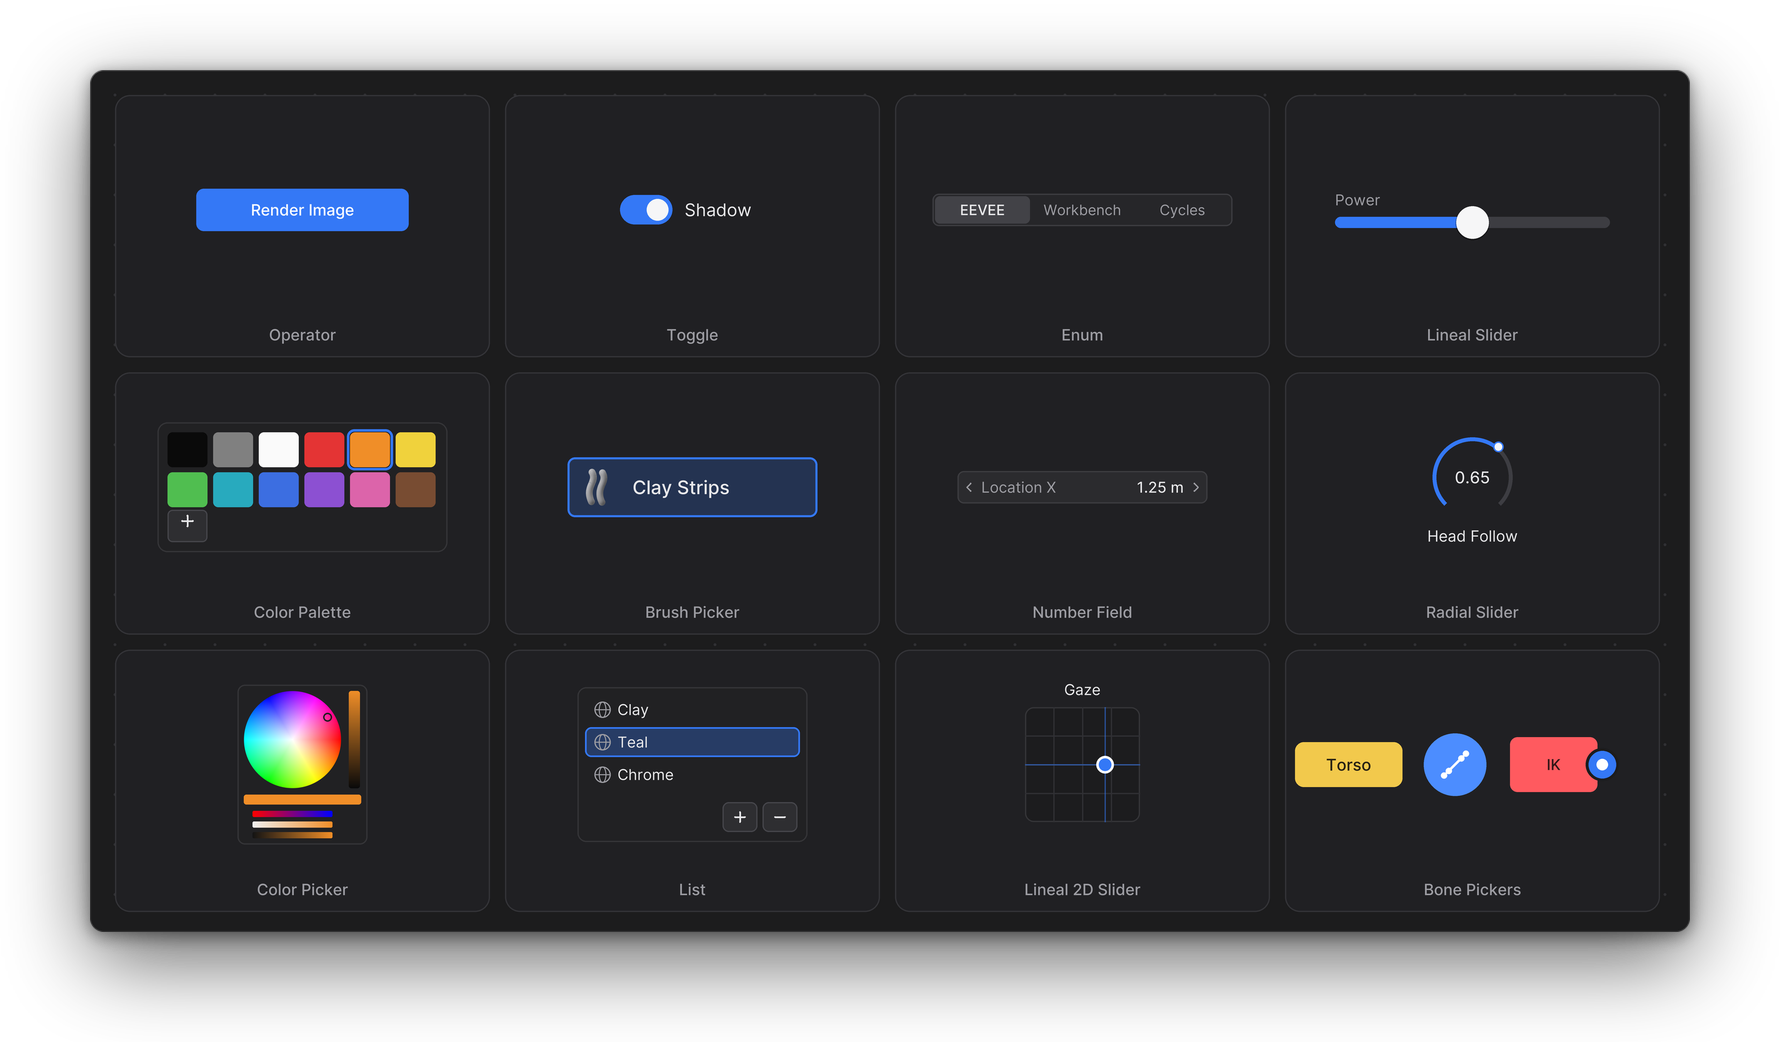 Render Image
Operator
Shadow
Toggle
EEVEE Workbench Cycles
Enum
Power
Lineal Slider
+
Color Palette
Clay Strips
Brush Picker
Location X 1.25 m
Number Field
0.65
Head Follow
Radial Slider
Color Picker
Clay
Teal
Chrome
+ −
List
Gaze
Lineal 2D Slider
Torso
IK
Bone Pickers